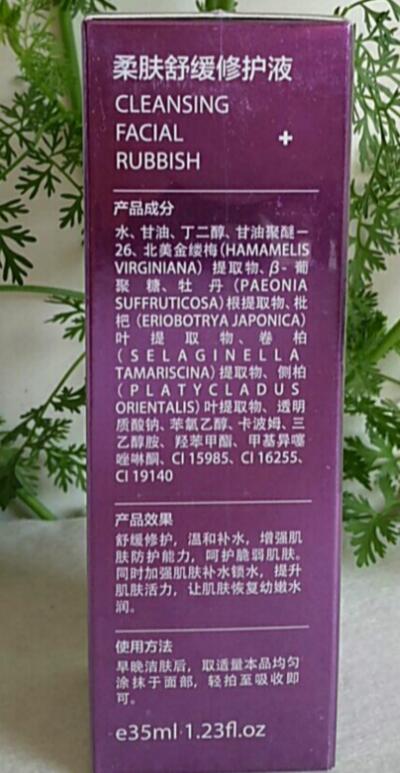 柔肤舒缓修护液
CLEANSING
FACIAL
RUBBISH
+
产品成分
水、甘油、丁二醇、甘油聚醚一
26、北美金缕梅(HAMAMELIS
VIRGINIANA) 提取物、β- 葡
聚糖、牡丹(PAEONIA
SUFFRUTICOSA)根提取物、枇
杷(ERIOBOTRYA JAPONICA)
叶提取物、卷柏
(SELAGINELLA
TAMARISCINA)提取物、侧柏
(PLATYCLADUS
ORIENTALIS)叶提取物、透明
质酸钠、苯氧乙醇、卡波姆、三
乙醇胺、羟苯甲酯、甲基异噻
唑啉酮、CI 15985、CI 16255、
CI 19140
产品效果
舒缓修护，温和补水，增强肌
肤防护能力，呵护脆弱肌肤。
同时加强肌肤补水锁水，提升
肌肤活力，让肌肤恢复幼嫩水
润。
使用方法
早晚洁肤后，取适量本品均匀
涂抹于面部，轻拍至吸收即
可。
e35ml 1.23fl.oz